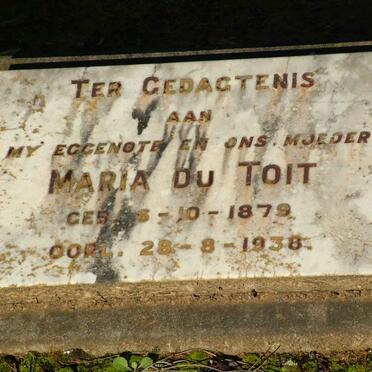 TER GEDAGTENIS
AAN
MY EGGENOTE EN ONS MOEDER
MARIA DU TOIT
GEB. 6-10-1879
OORL. 28-8-1938.